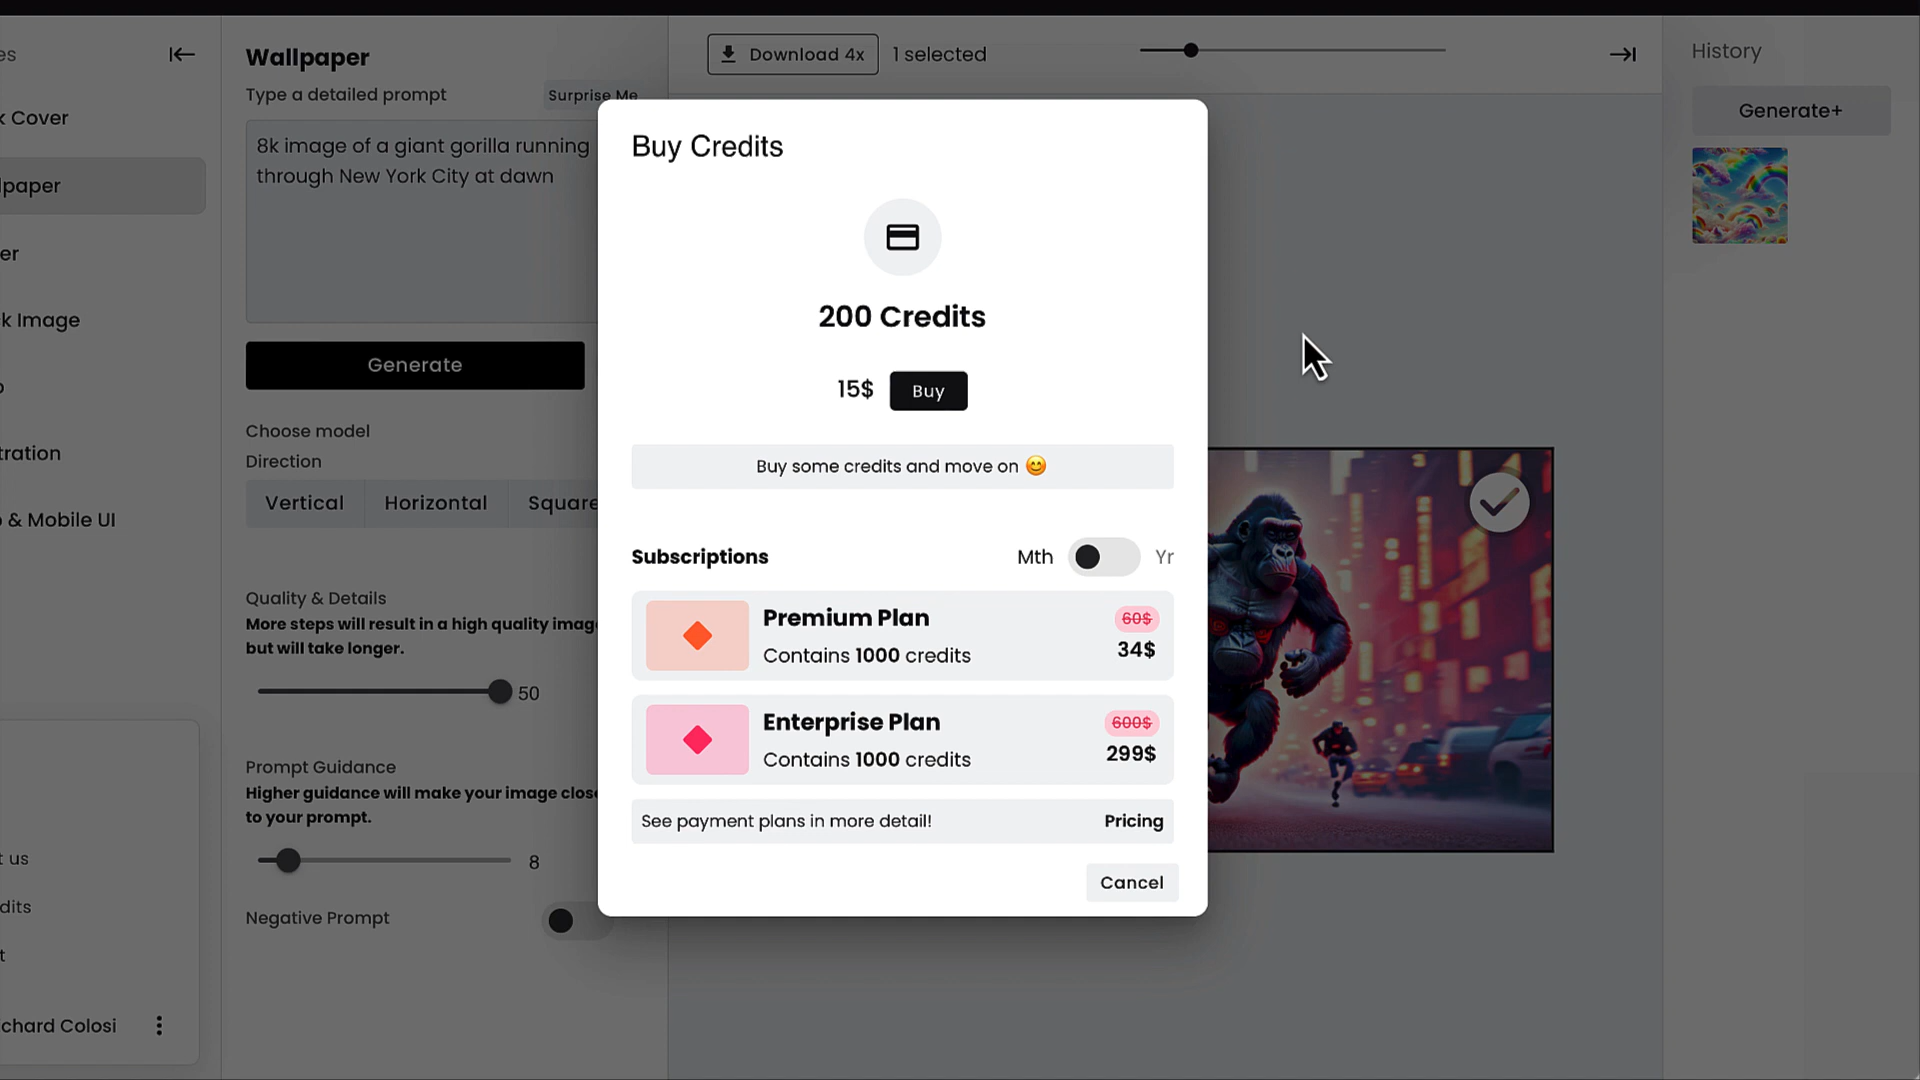 es
k Cover
lpaper
er
k Image
o
tration
o & Mobile UI
t us
dits
t
chard Colosi
Wallpaper
Type a detailed prompt
Surprise Me
8k image of a giant gorilla running
through New York City at dawn
Generate
Choose model
Direction
Vertical
Horizontal
Square
Quality & Details
More steps will result in a high quality imag
but will take longer.
50
Prompt Guidance
Higher guidance will make your image close
to your prompt.
8
Negative Prompt
Download 4x
1 selected
Buy Credits
200 Credits
15$
Buy
Buy some credits and move on 😊
Subscriptions
Mth
Yr
Premium Plan
60$
Contains 1000 credits
34$
Enterprise Plan
600$
Contains 1000 credits
299$
See payment plans in more detail!
Pricing
Cancel
History
Generate+